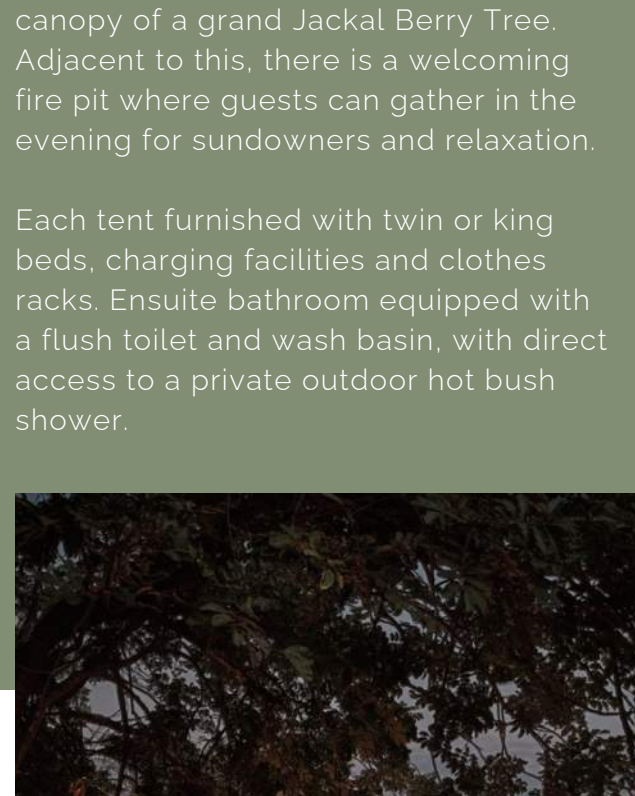 canopy of a grand Jackal Berry Tree.
Adjacent to this, there is a welcoming
fire pit where guests can gather in the
evening for sundowners and relaxation.
Each tent furnished with twin or king
beds, charging facilities and clothes
racks. Ensuite bathroom equipped with
a flush toilet and wash basin, with direct
access to a private outdoor hot bush
shower.